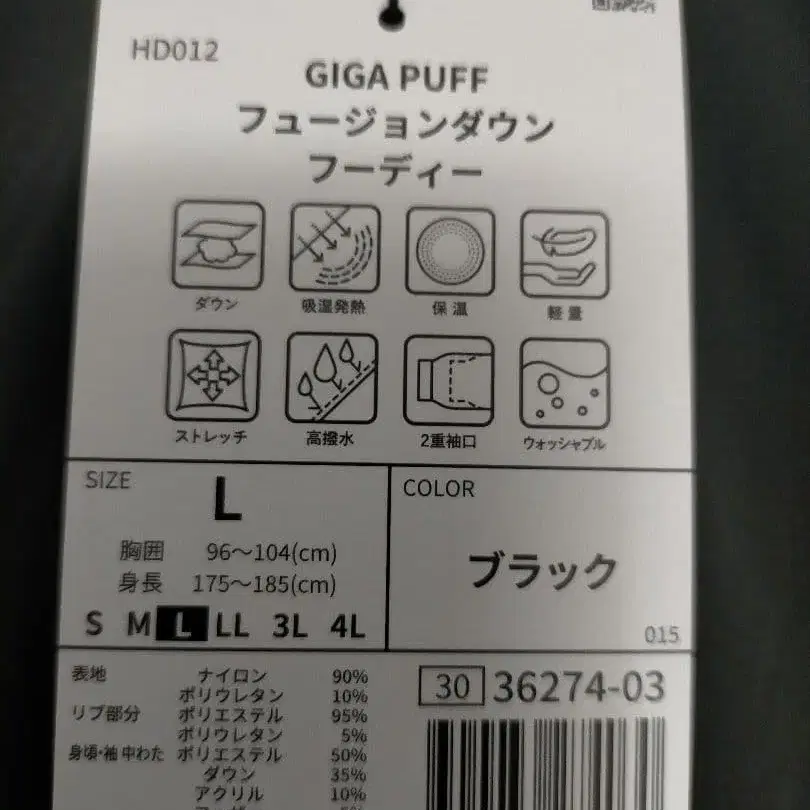 HD012
GIGA PUFF
フュージョンダウン
フーディー
ダウン 吸湿発熱 保温 軽量
ストレッチ 高撥水 2重袖口 ウォッシャブル
SIZE
L
胸囲 96～104(cm)
身長 175～185(cm)
S M L LL 3L 4L
COLOR
ブラック
015
表地 ナイロン 90%
ポリウレタン 10%
リブ部分 ポリエステル 95%
ポリウレタン 5%
身頃・袖 中わた ポリエステル 50%
ダウン 35%
アクリル 10%
30 36274-03